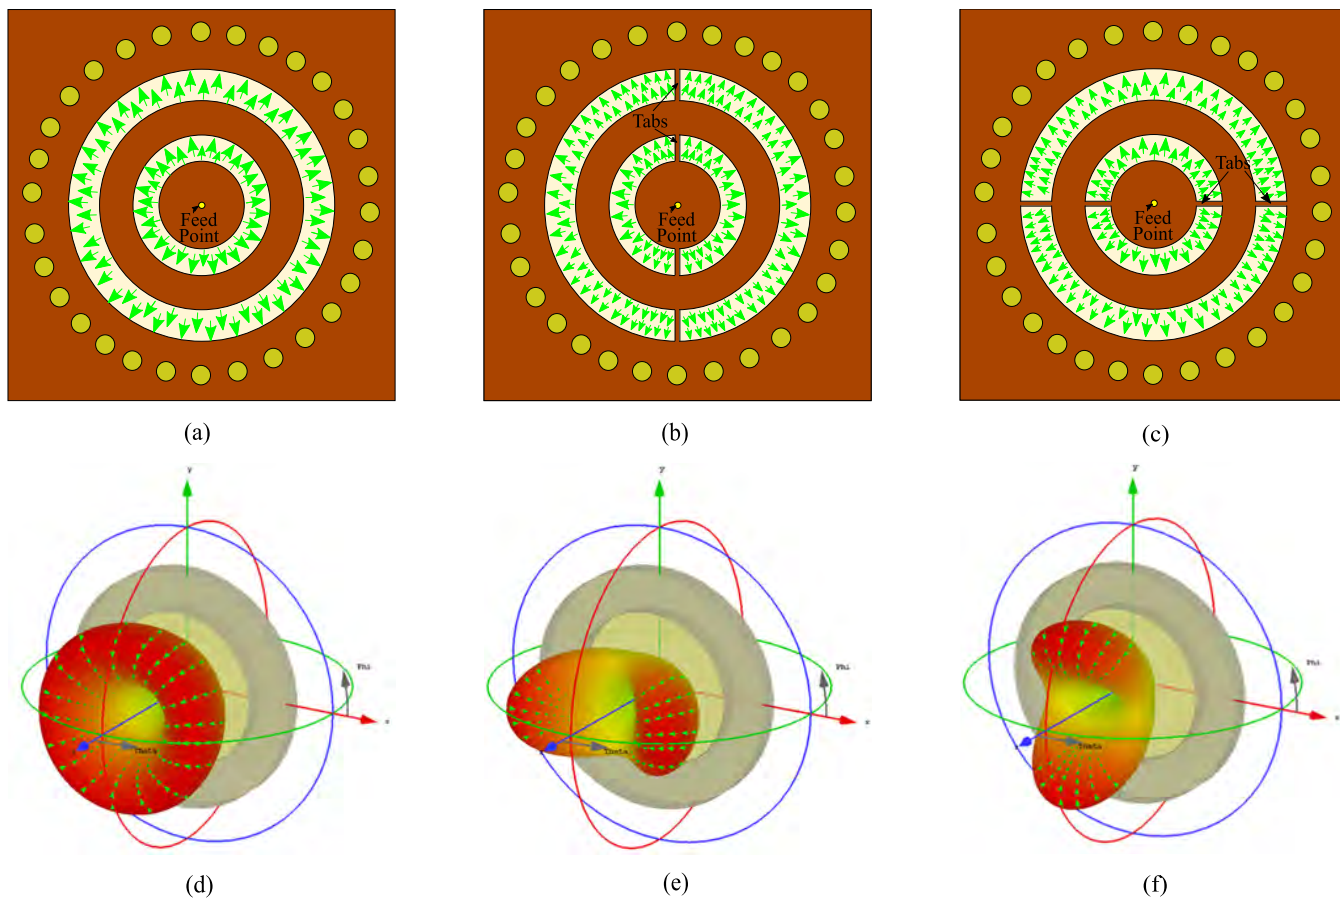 Tabs
Feed
Point
Feed
Point
Tabs
Feed
Point
(a)
(b)
(c)
y
y
y
Phi
x
Theta
Phi
x
Theta
Phi
x
Theta
(d)
(e)
(f)